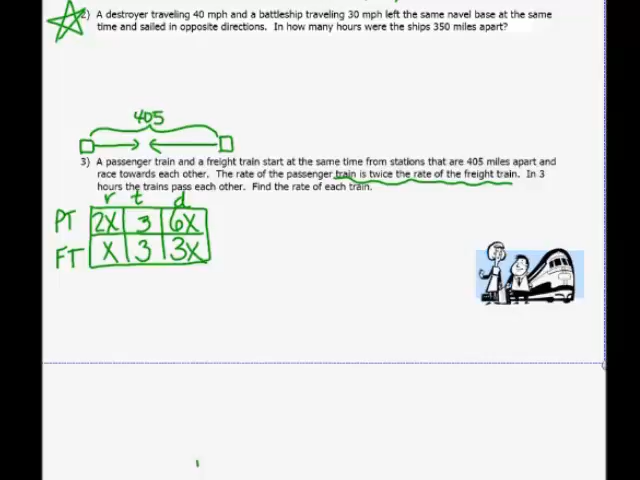 2) A destroyer traveling 40 mph and a battleship traveling 30 mph left the same navel base at the same
time and sailed in opposite directions. In how many hours were the ships 350 miles apart?
405
3) A passenger train and a freight train start at the same time from stations that are 405 miles apart and
race towards each other. The rate of the passenger train is twice the rate of the freight train. In 3
hours the trains pass each other. Find the rate of each train.
r t d
PT 2X 3 6X
FT X 3 3X